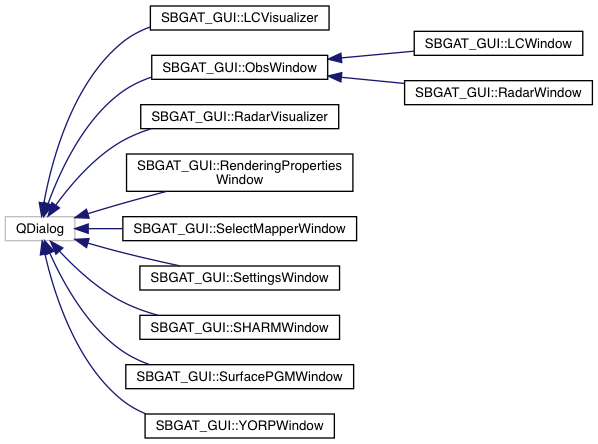 SBGAT_GUI::LCVisualizer
SBGAT_GUI::LCWindow
SBGAT_GUI::ObsWindow
SBGAT_GUI::RadarWindow
SBGAT_GUI::RadarVisualizer
SBGAT_GUI::RenderingProperties
Window
QDialog
SBGAT_GUI::SelectMapperWindow
SBGAT_GUI::SettingsWindow
SBGAT_GUI::SHARMWindow
SBGAT_GUI::SurfacePGMWindow
SBGAT_GUI::YORPWindow